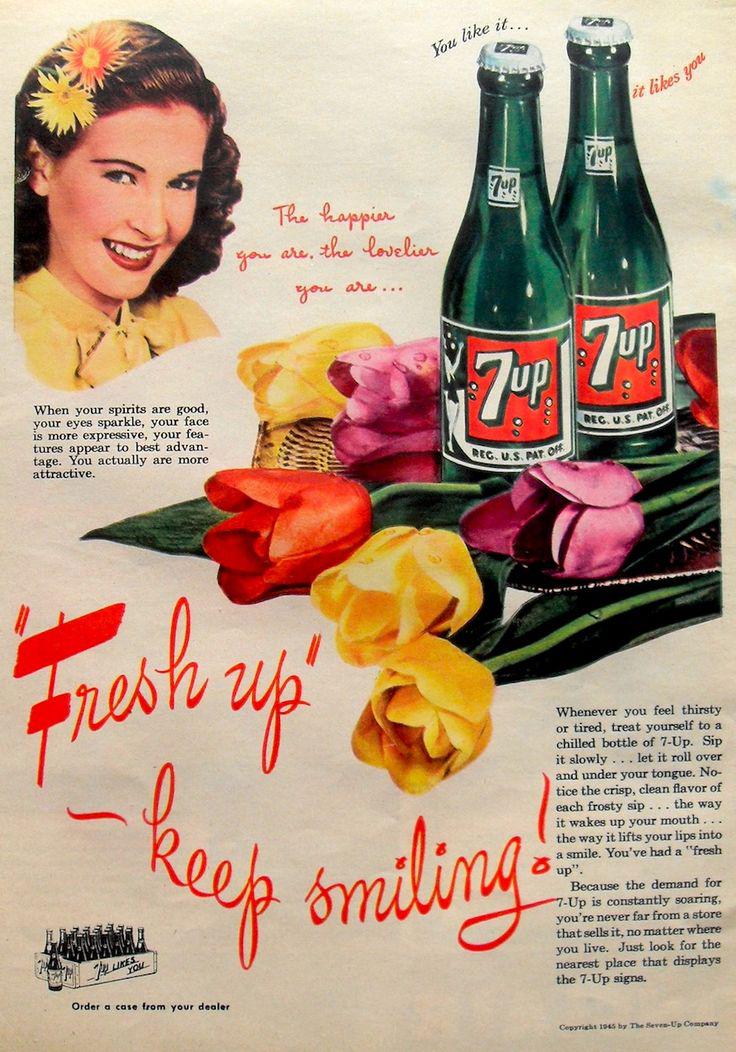 You like it...
it likes you
7up
7up
7up
7up
The happier
you are, the lovelier
you are...
7up
REG. U.S. PAT. OFF.
7up
REG. U.S. PAT. OFF.
When your spirits are good,
your eyes sparkle, your face
is more expressive, your fea-
tures appear to best advan-
tage. You actually are more
attractive.
"Fresh up"
—keep smiling!
Whenever you feel thirsty
or tired, treat yourself to a
chilled bottle of 7-Up. Sip
it slowly . . . let it roll over
and under your tongue. No-
tice the crisp, clean flavor of
each frosty sip . . . the way
it wakes up your mouth . . .
the way it lifts your lips into
a smile. You've had a "fresh
up".
Because the demand for
7-Up is constantly soaring,
you're never far from a store
that sells it, no matter where
you live. Just look for the
nearest place that displays
the 7-Up signs.
7up LIKES
YOU
Order a case from your dealer
Copyright 1945 by The Seven-Up Company